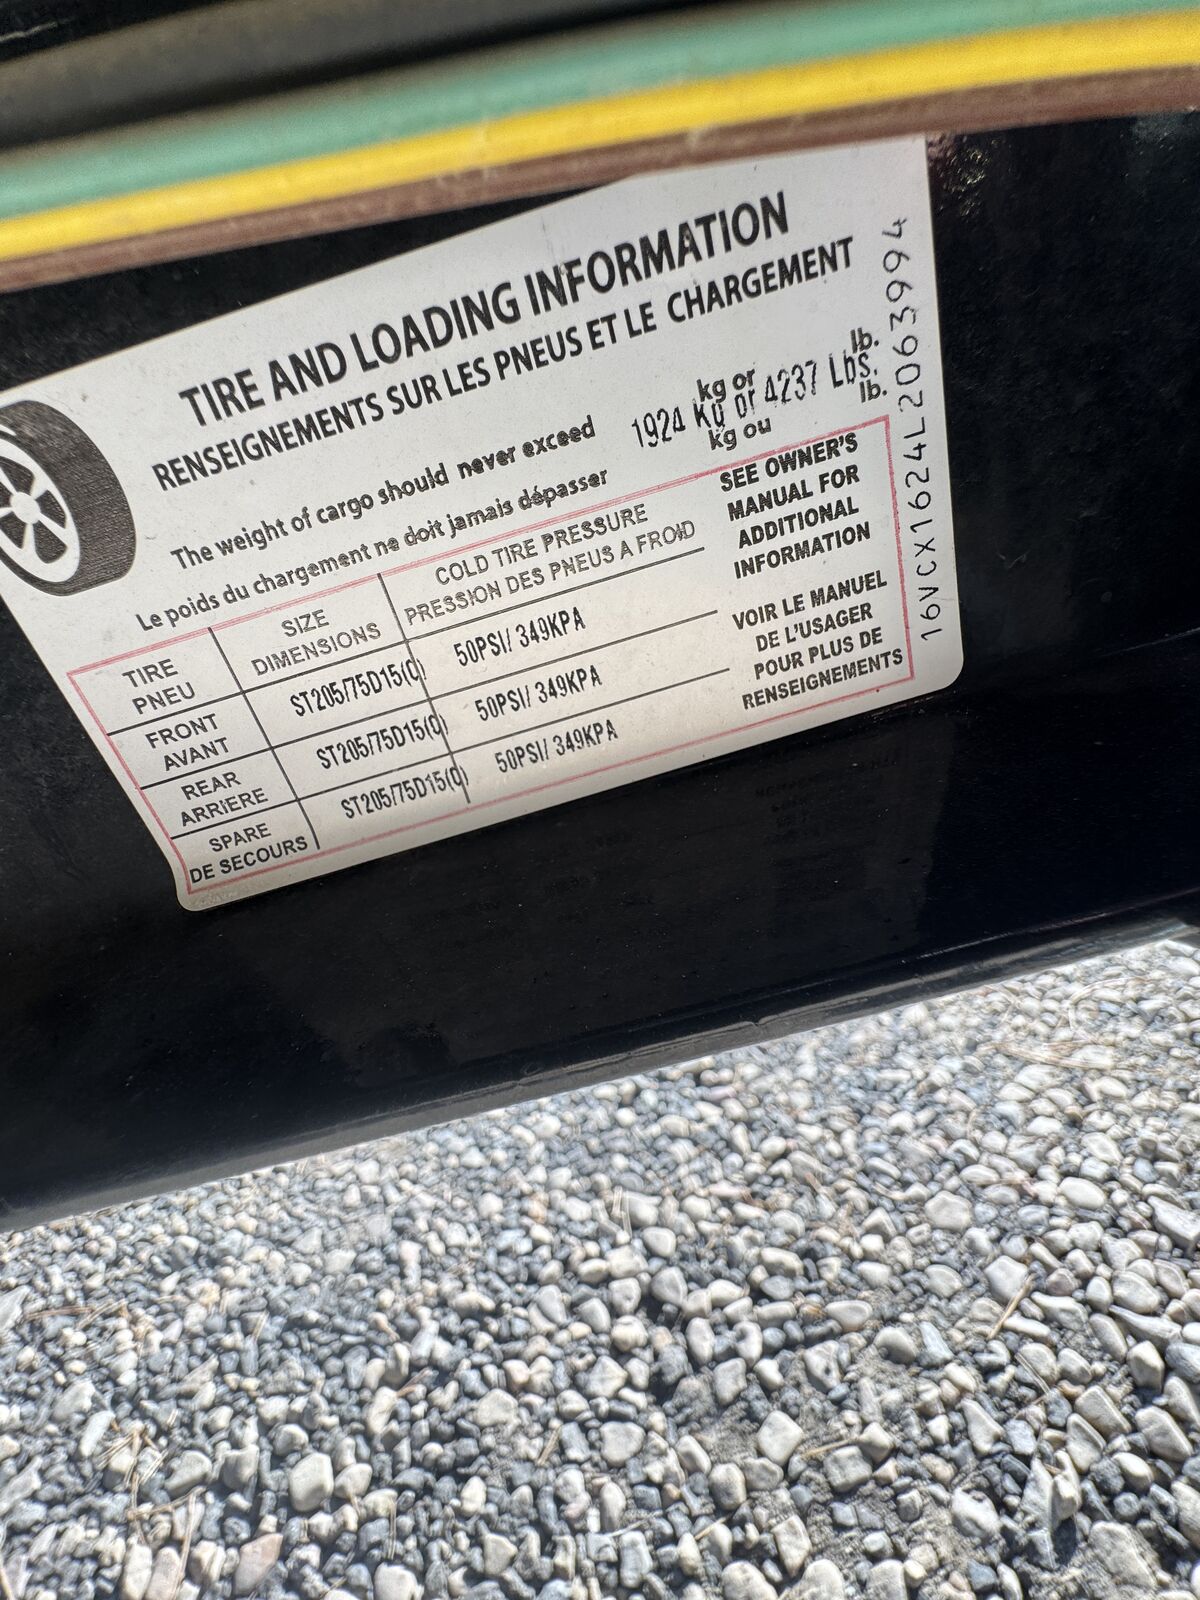 TIRE AND LOADING INFORMATION
RENSEIGNEMENTS SUR LES PNEUS ET LE CHARGEMENT
The weight of cargo should never exceed
kg or lb.
1924 Kg or 4237 Lbs.
Le poids du chargement ne doit jamais dépasser
kg ou lb.
TIRE
PNEU
SIZE
DIMENSIONS
COLD TIRE PRESSURE
PRESSION DES PNEUS A FROID
FRONT
AVANT
ST205/75D15(C)
50PSI/ 349KPA
REAR
ARRIERE
ST205/75D15(C)
50PSI/ 349KPA
SPARE
DE SECOURS
ST205/75D15(C)
50PSI/ 349KPA
SEE OWNER'S
MANUAL FOR
ADDITIONAL
INFORMATION
VOIR LE MANUEL
DE L'USAGER
POUR PLUS DE
RENSEIGNEMENTS
16VCX1624L2063994